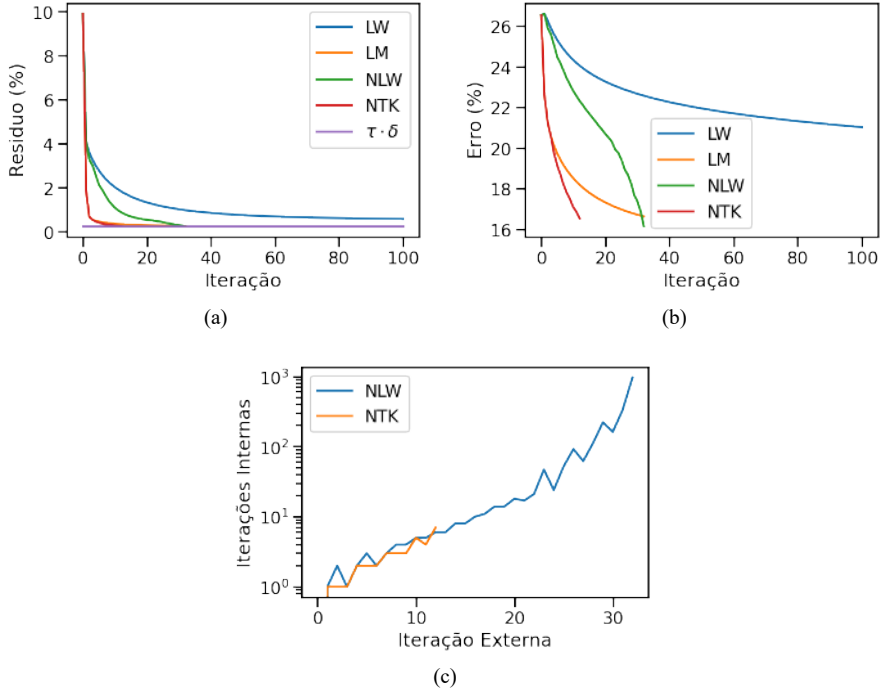 10
8
6
4
2
0
Resíduo (%)
0 20 40 60 80 100
Iteração
LW
LM
NLW
NTK
τ · δ
(a)
26
24
22
20
18
16
Erro (%)
0 20 40 60 80 100
Iteração
LW
LM
NLW
NTK
(b)
10³
10²
10¹
10⁰
Iterações Internas
0 10 20 30
Iteração Externa
NLW
NTK
(c)